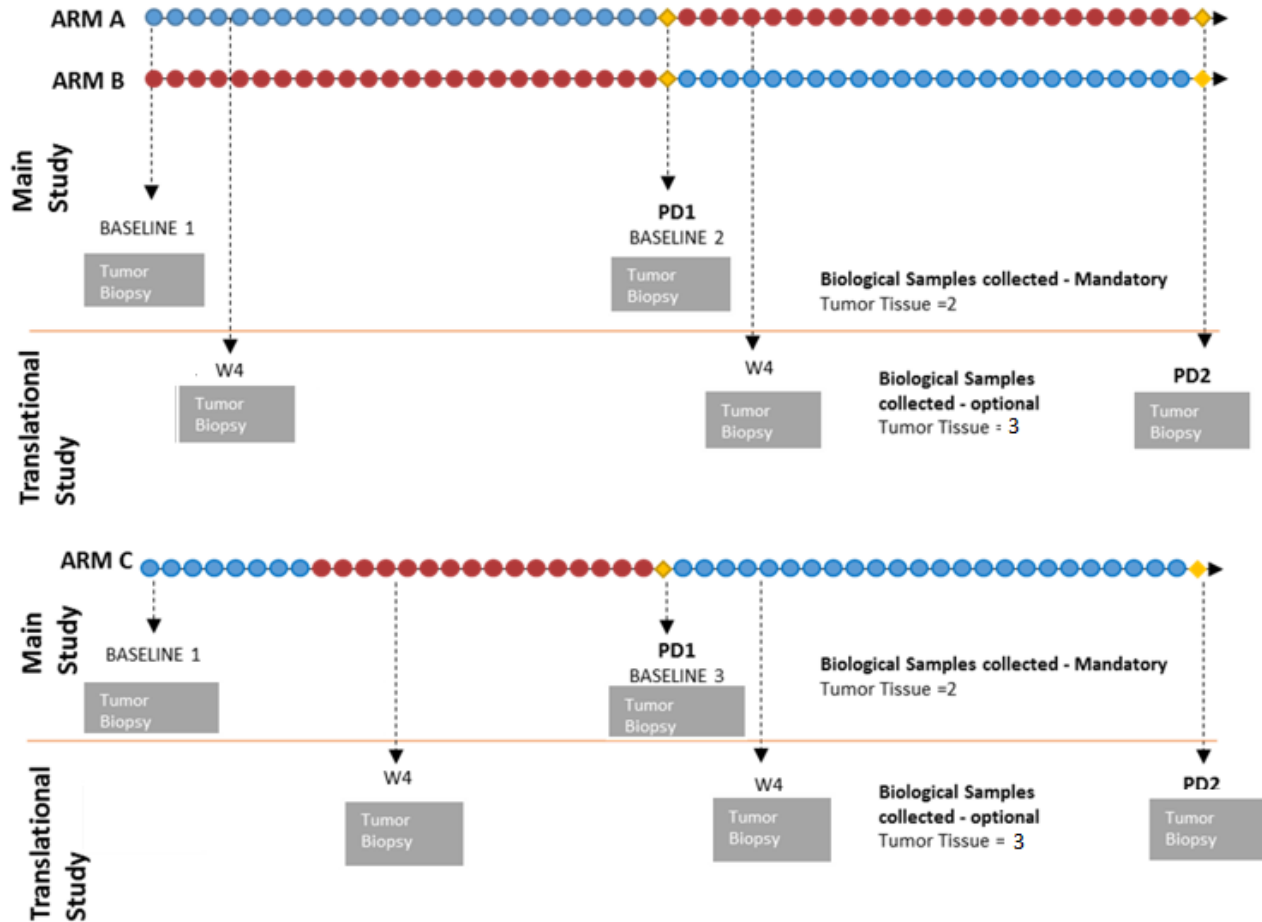 ARM A
ARM B
Main
Study
BASELINE 1
Tumor
Biopsy
PD1
BASELINE 2
Tumor
Biopsy
Biological Samples collected - Mandatory
Tumor Tissue =2
Translational
Study
W4
Tumor
Biopsy
W4
Tumor
Biopsy
Biological Samples
collected - optional
Tumor Tissue = 3
PD2
Tumor
Biopsy
ARM C
Main
Study
BASELINE 1
Tumor
Biopsy
PD1
BASELINE 3
Tumor
Biopsy
Biological Samples collected - Mandatory
Tumor Tissue =2
Translational
Study
W4
Tumor
Biopsy
W4
Tumor
Biopsy
Biological Samples
collected - optional
Tumor Tissue = 3
PD2
Tumor
Biopsy